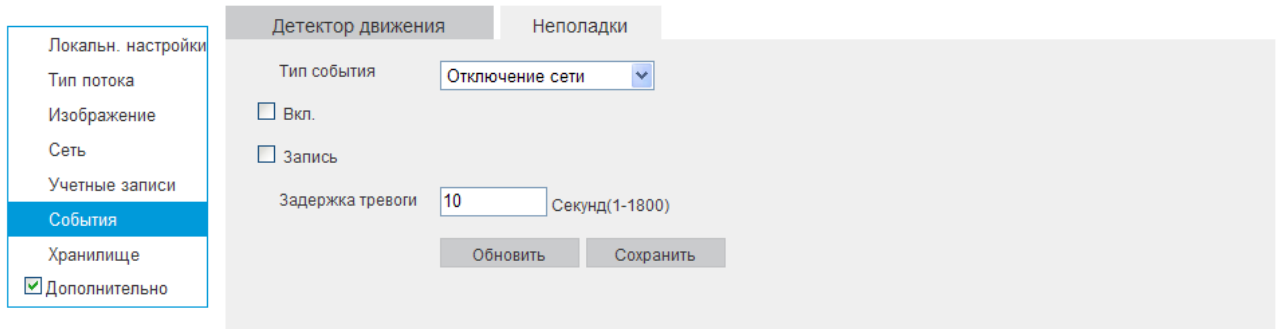 Локальн. настройки
Тип потока
Изображение
Сеть
Учетные записи
События
Хранилище
Дополнительно
Детектор движения
Неполадки
Тип события
Отключение сети
Вкл.
Запись
Задержка тревоги
10
Секунд(1-1800)
Обновить
Сохранить